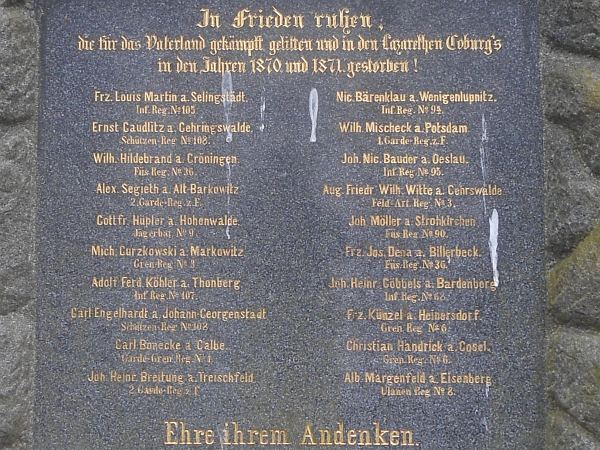 In Frieden ruhen,
die für das Vaterland gekämpft gelitten und in den Lazarethen Coburg's
in den Jahren 1870 und 1871 gestorben!
Frz. Louis Martin a. Selingstädt.
Inf. Reg. No 105.
Ernst Gaudlitz a. Gehringswalde.
Schützen-Reg. No 108.
Wilh. Hildebrand a. Gröningen.
Füs Reg. No 36.
Alex. Segieth a. Alt-Barkowitz
2. Garde-Reg. z. F.
Gottfr. Hübler a. Hohenwalde.
Jägerbat. No 9.
Mich. Gurzkowski a. Markowitz
Gren. Reg. No 3
Adolf Ferd. Köhler a. Thonberg.
Inf. Reg. No 107.
Carl Engelhardt a. Johann-Georgenstadt
Schützen-Reg. No 108
Carl Bonecke a. Calbe.
Garde-Gren. Reg. No 1.
Joh. Heinr. Breitung a. Treischfeld.
2. Garde-Reg. z. F.
Nic. Bärenklau a. Wenigenlupnitz.
Inf. Reg. No 94.
Wilh. Mischeck a. Potsdam.
1. Garde-Reg. z. F.
Joh. Nic. Bauder a. Oeslau.
Inf. Reg. No 95.
Aug. Friedr. Wilh. Witte a. Gehrswalde
Feld-Art. Reg. No 3.
Joh. Möller a. Strohkirchen
Füs Reg. No 90.
Frz. Jos. Dena a. Billerbeck.
Füs. Reg. No 36.
Joh. Heinr. Göbbels a. Bardenberg
Inf. Reg. No 68.
Frz. Künzel a. Heinersdorf.
Gren. Reg. No 6.
Christian Handrick a. Cosel.
Gren. Reg. No 6.
Alb. Margenfeld a. Eisenberg
Ulanen Reg. No 8.
Ehre ihrem Andenken.